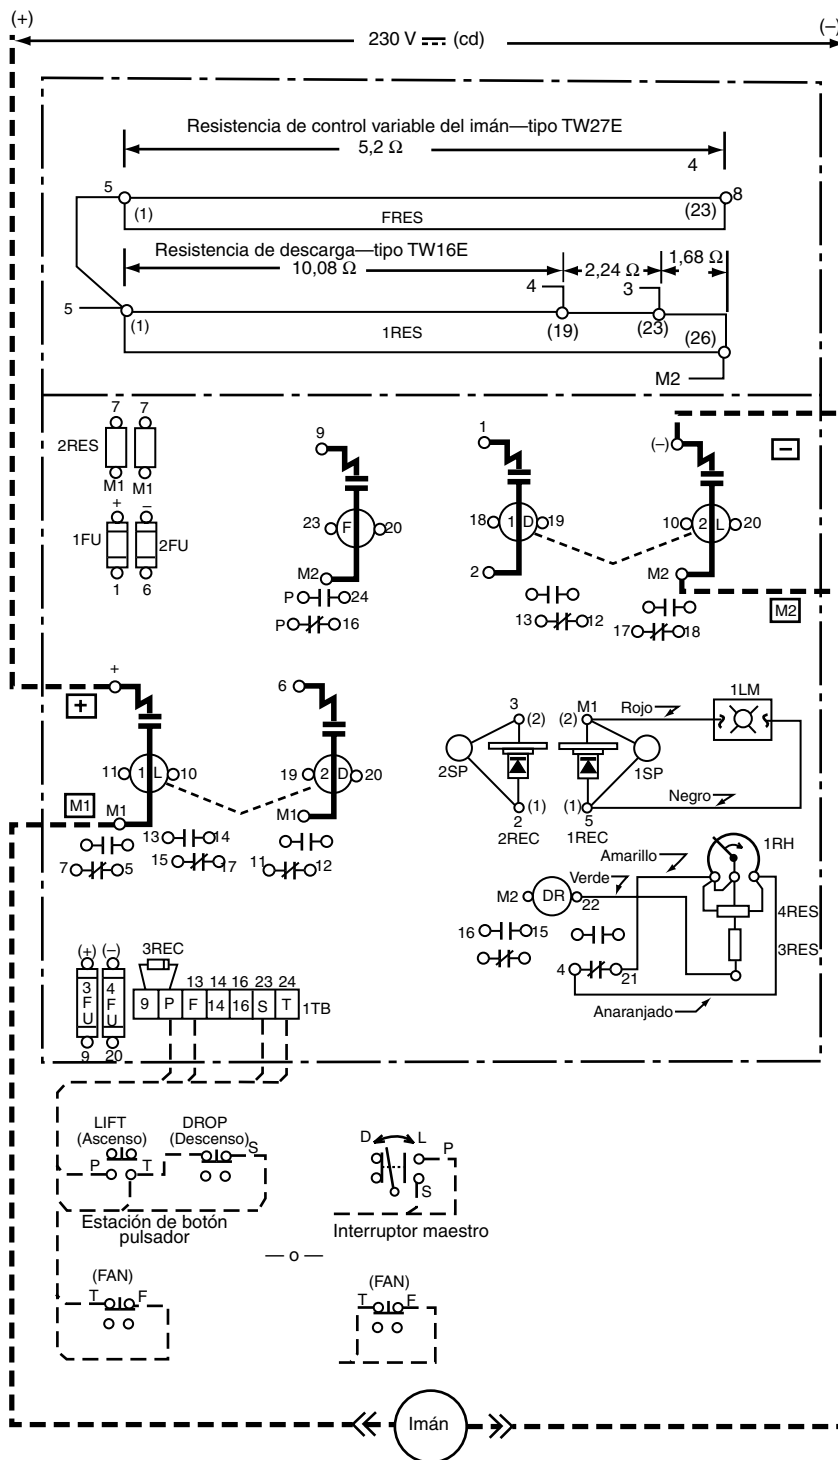 (+) 230 V (cd) (–)
Resistencia de control variable del imán—tipo TW27E
5,2 Ω
4
5 (1) FRES (23) 8
Resistencia de descarga—tipo TW16E
10,08 Ω 2,24 Ω 1,68 Ω
4 3
5 (1) 1RES (19) (23) (26)
M2
7 7
2RES
M1 M1
+ –
1FU 2FU
1 6
9
23 F 20
M2
P 24
P 16
1
18 1 D 19
2
13 12
(–) –
10 2 L 20
M2
M2
17 18
+
+
11 1 L 10
M1
M1
13 14
7 5 15 17
6
19 2 D 20
M1
11 12
3 (2) M1 (2) Rojo 1LM
2SP 1SP
(1) (1) Negro
2 5
2REC 1REC
Amarillo 1RH
Verde
M2 DR 22
4RES
16 15
3RES
4 21
Anaranjado
(+) (–) 3REC
13 14 16 23 24
3FU 4FU 9 P F 14 16 S T 1TB
9 20
LIFT DROP
(Ascenso) (Descenso) S
P T
Estación de botón
pulsador
D L
P
S
Interruptor maestro
— o —
(FAN) (FAN)
T F T F
Imán